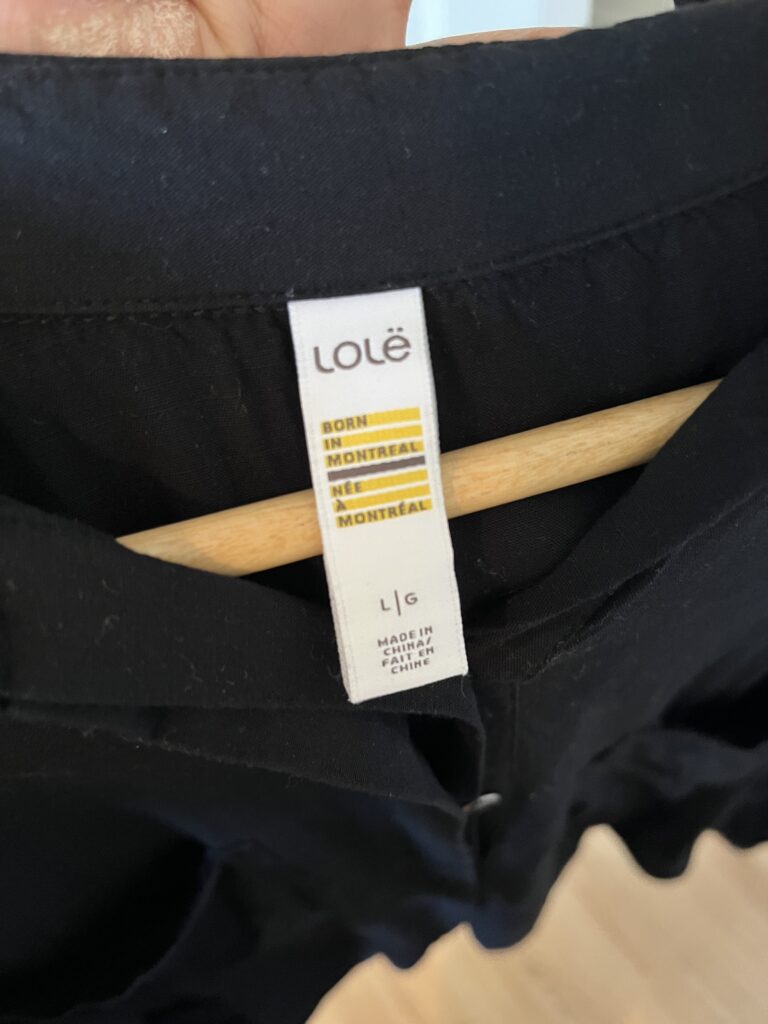 Lolë
BORN
IN
MONTREAL
NÉE
À
MONTRÉAL
L|G
MADE IN
CHINA/
FAIT EN
CHINE